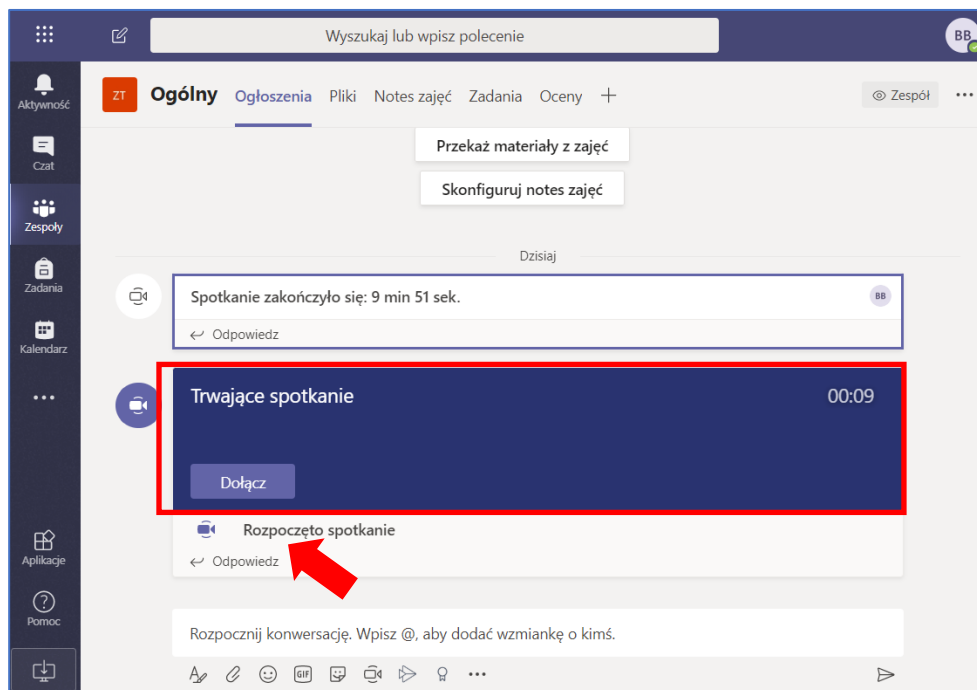 Wyszukaj lub wpisz polecenie
BB
Aktywność
Czat
Zespoły
Zadania
Kalendarz
Aplikacje
Pomoc
ZT Ogólny Ogłoszenia Pliki Notes zajęć Zadania Oceny
Zespół
Przekaż materiały z zajęć
Skonfiguruj notes zajęć
Dzisiaj
Spotkanie zakończyło się: 9 min 51 sek.
BB
Odpowiedz
Trwające spotkanie 00:09
Dołącz
Rozpoczęto spotkanie
Odpowiedz
Rozpocznij konwersację. Wpisz @, aby dodać wzmiankę o kimś.
GIF